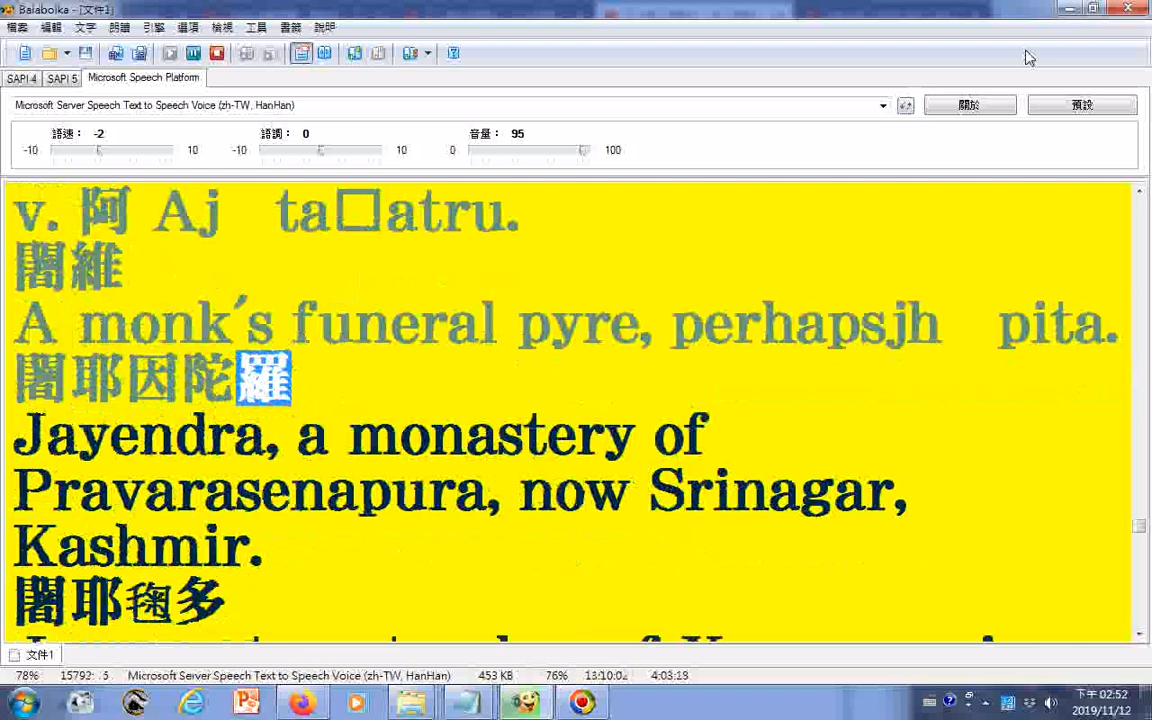 Balabolka - [文件1]
檔案 編輯 文字 朗讀 引擎 選項 檢視 工具 書籤 說明
SAPI 4 SAPI 5 Microsoft Speech Platform
Microsoft Server Speech Text to Speech Voice (zh-TW, HanHan) 關於 預設
語速： -2 語調： 0 音量： 95
-10 10 -10 10 0 100
v. 阿 Aj ta□atru.
闍維
A monk's funeral pyre, perhapsjh pita.
闍耶因陀羅
Jayendra, a monastery of
Pravarasenapura, now Srinagar,
Kashmir.
闍耶毱多
文件1
78% 15792: 5 Microsoft Server Speech Text to Speech Voice (zh-TW, HanHan) 453 KB 76% 4:03:13
下午 02:52
2019/11/12